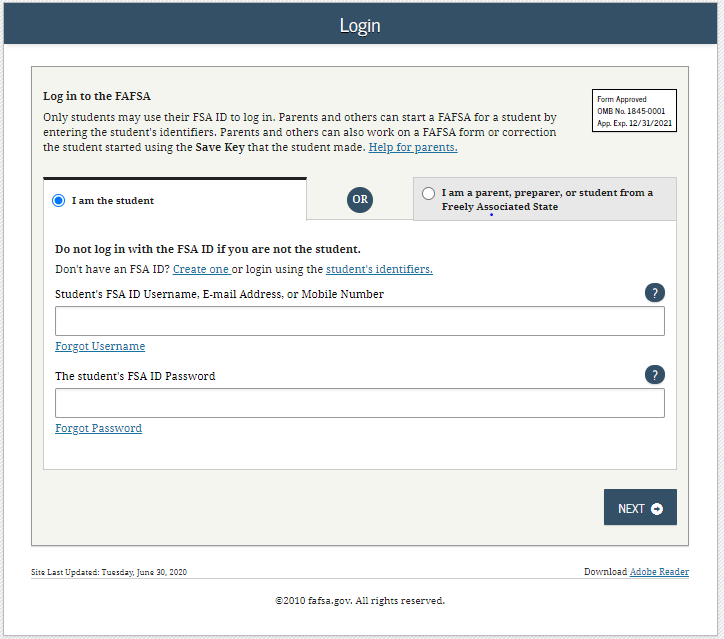 Login
Log in to the FAFSA
Only students may use their FSA ID to log in. Parents and others can start a FAFSA for a student by
entering the student's identifiers. Parents and others can also work on a FAFSA form or correction
the student started using the Save Key that the student made. Help for parents.
Form Approved
OMB No. 1845-0001
App. Exp. 12/31/2021
I am the student
OR
I am a parent, preparer, or student from a
Freely Associated State
Do not log in with the FSA ID if you are not the student.
Don't have an FSA ID? Create one or login using the student's identifiers.
Student's FSA ID Username, E-mail Address, or Mobile Number
?
Forgot Username
The student's FSA ID Password
?
Forgot Password
NEXT
Site Last Updated: Tuesday, June 30, 2020
Download Adobe Reader
©2010 fafsa.gov. All rights reserved.